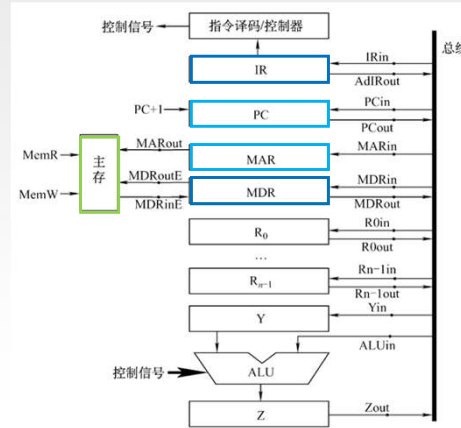 控制信号
指令译码/控制器
总线
IR
IRin
AdIRout
PC+1
PC
PCin
PCout
MARout
MAR
MARin
MemR
主存
MDRoutE
MDR
MDRin
MemW
MDRinE
MDRout
R0
R0in
R0out
…
Rn-1
Rn-1in
Rn-1out
Y
Yin
ALUin
控制信号
ALU
Z
Zout